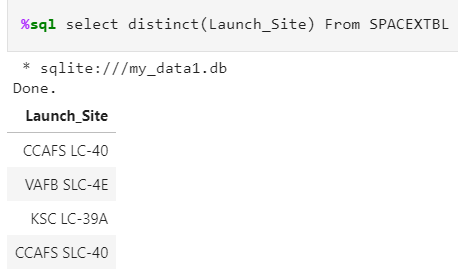 %sql select distinct(Launch_Site) From SPACEXTBL
* sqlite:///my_data1.db
Done.
Launch_Site
CCAFS LC-40
VAFB SLC-4E
KSC LC-39A
CCAFS SLC-40